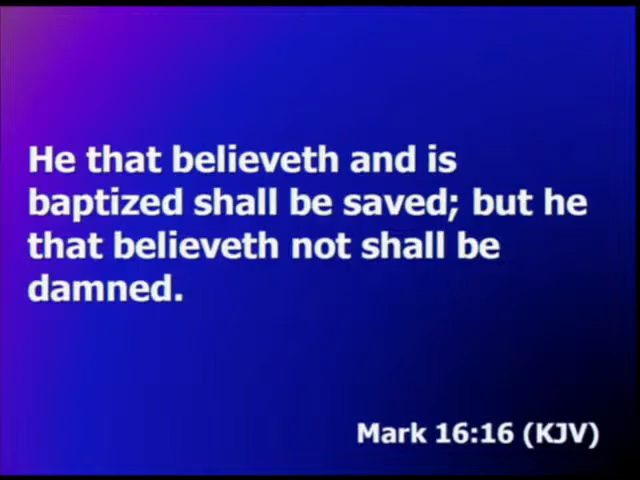 He that believeth and is
baptized shall be saved; but he
that believeth not shall be
damned.
Mark 16:16 (KJV)